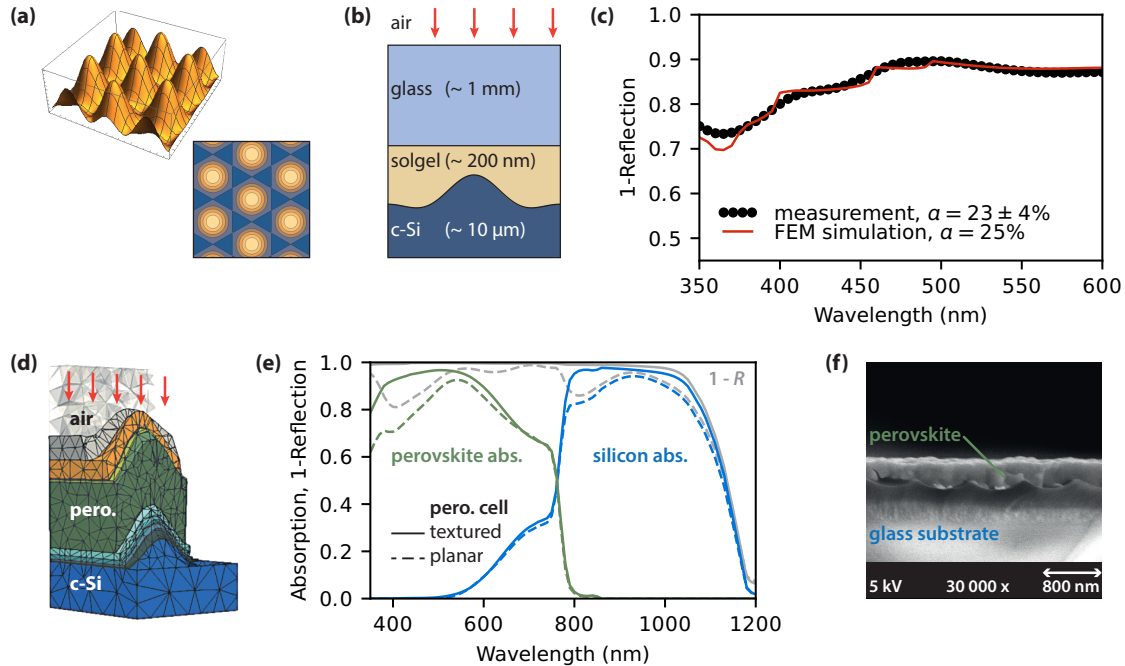 (a)
(b)
air
glass (~ 1 mm)
solgel (~ 200 nm)
c-Si (~ 10 µm)
(c)
1-Reflection
1.0
0.9
0.8
0.7
0.6
0.5
measurement, α = 23 ± 4%
FEM simulation, α = 25%
350 400 450 500 550 600
Wavelength (nm)
(d)
air
pero.
c-Si
(e)
Absorption, 1-Reflection
1.0
0.8
0.6
0.4
0.2
0.0
1 - R
perovskite abs.
silicon abs.
pero. cell
textured
planar
400 600 800 1000 1200
Wavelength (nm)
(f)
perovskite
glass substrate
5 kV 30 000 x 800 nm